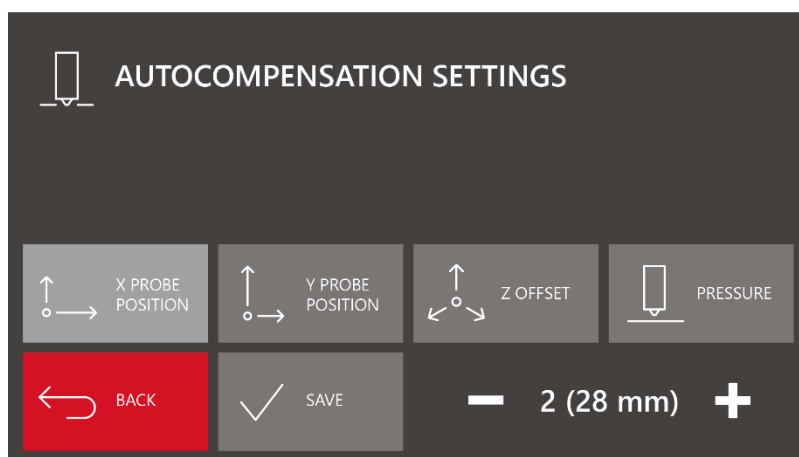 AUTOCOMPENSATION SETTINGS
X PROBE
POSITION
Y PROBE
POSITION
Z OFFSET
PRESSURE
BACK
SAVE
− 2 (28 mm) +